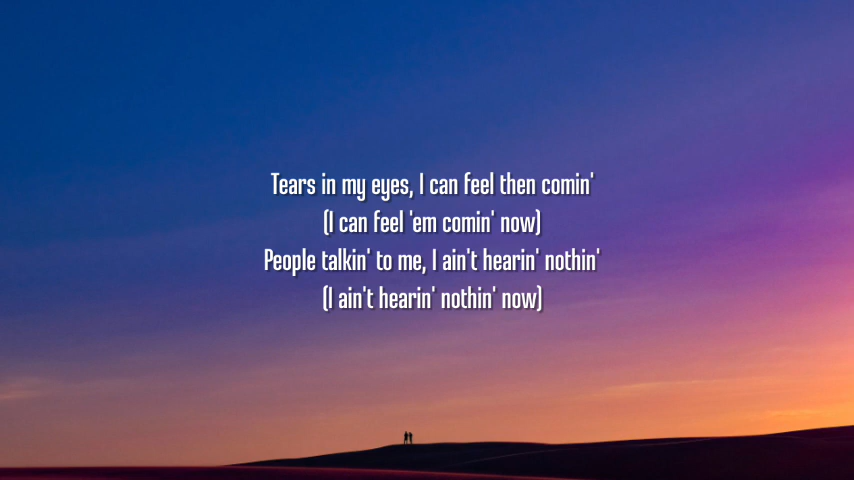 Tears in my eyes, I can feel then comin'
(I can feel 'em comin' now)
People talkin' to me, I ain't hearin' nothin'
(I ain't hearin' nothin' now)